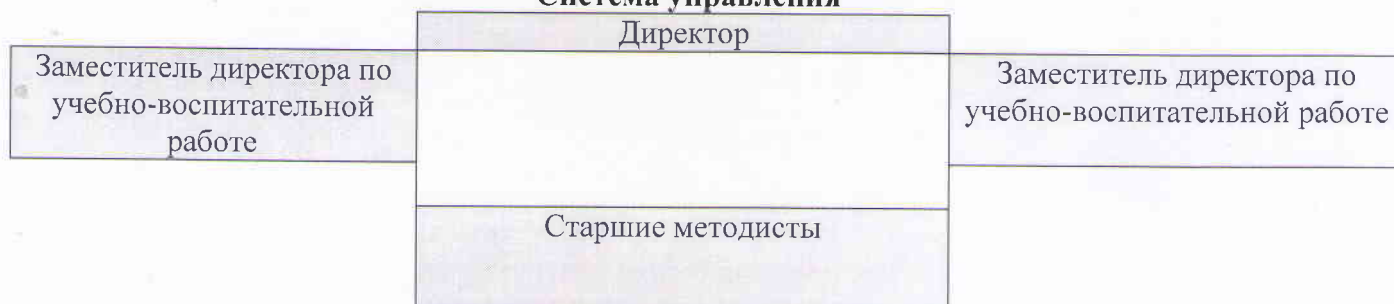 Система управления
Директор
Заместитель директора по
учебно-воспитательной
работе
Заместитель директора по
учебно-воспитательной работе
Старшие методисты